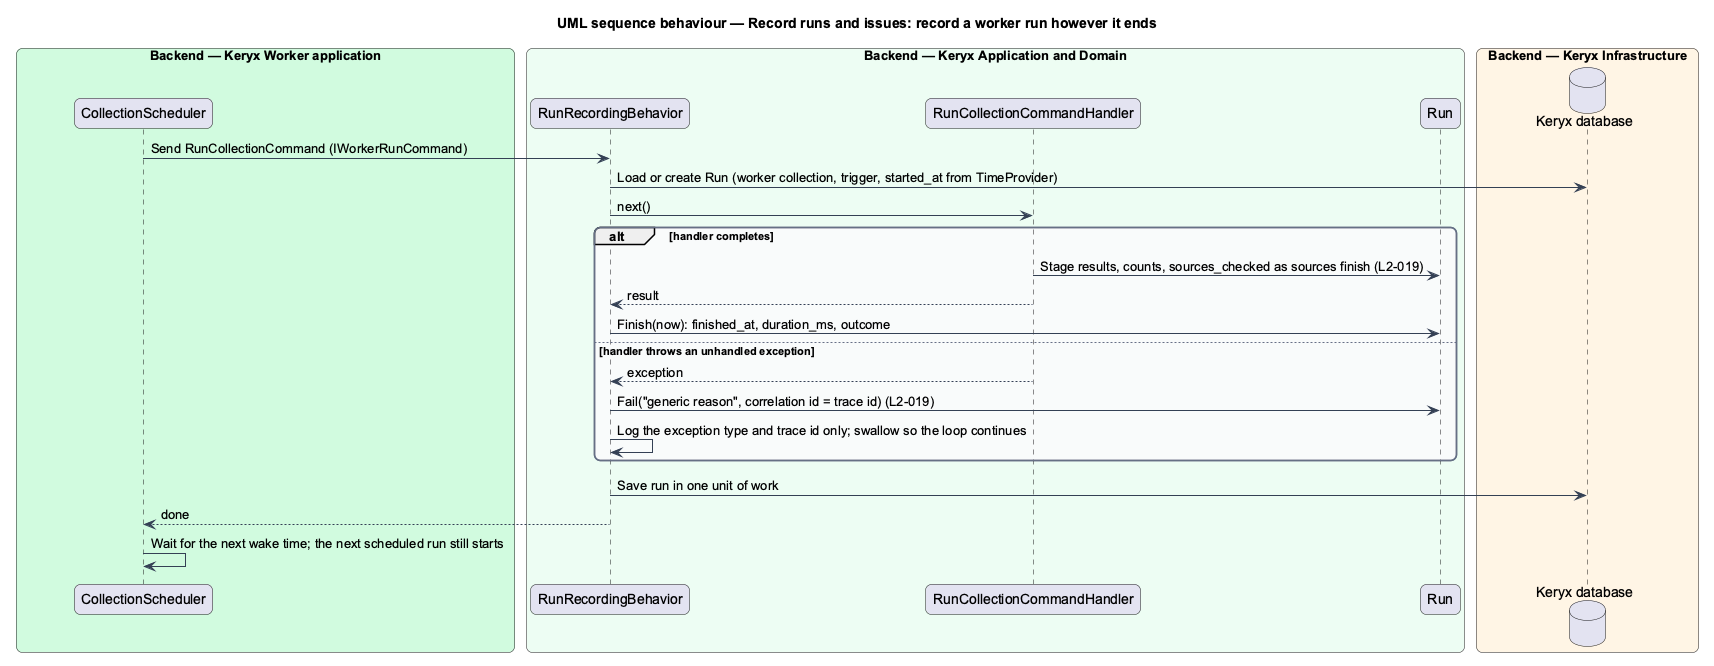 UML sequence behaviour — Record runs and issues: record a worker run however it ends
Backend — Keryx Worker application
Backend — Keryx Application and Domain
Backend — Keryx Infrastructure
CollectionScheduler
RunRecordingBehavior
RunCollectionCommandHandler
Run
Keryx database
Send RunCollectionCommand (IWorkerRunCommand)
Load or create Run (worker collection, trigger, started_at from TimeProvider)
next()
alt
[handler completes]
Stage results, counts, sources_checked as sources finish (L2-019)
result
Finish(now): finished_at, duration_ms, outcome
[handler throws an unhandled exception]
exception
Fail("generic reason", correlation id = trace id) (L2-019)
Log the exception type and trace id only; swallow so the loop continues
Save run in one unit of work
done
Wait for the next wake time; the next scheduled run still starts
CollectionScheduler
RunRecordingBehavior
RunCollectionCommandHandler
Run
Keryx database